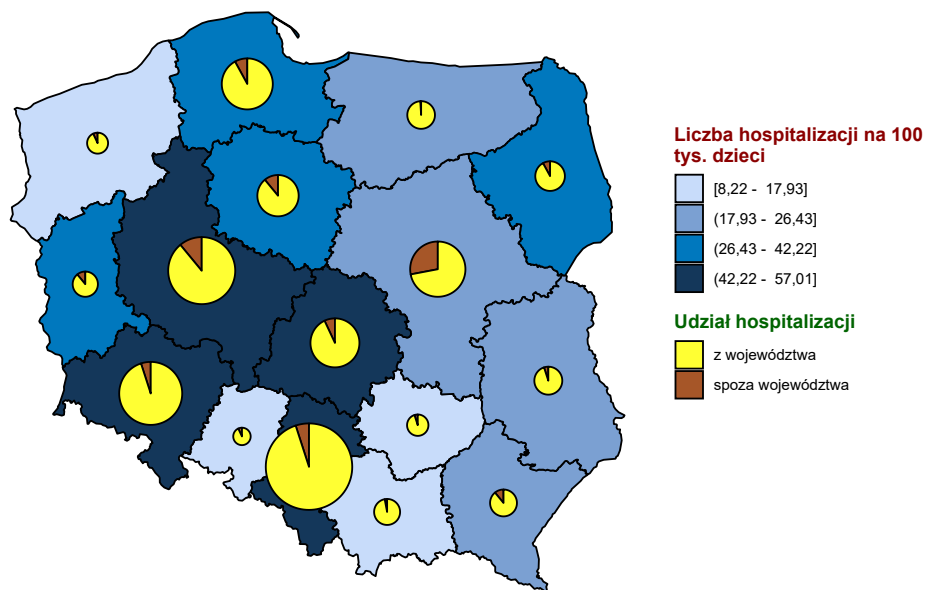 Liczba hospitalizacji na 100
tys. dzieci
[8,22 - 17,93]
(17,93 - 26,43]
(26,43 - 42,22]
(42,22 - 57,01]
Udział hospitalizacji
z województwa
spoza województwa